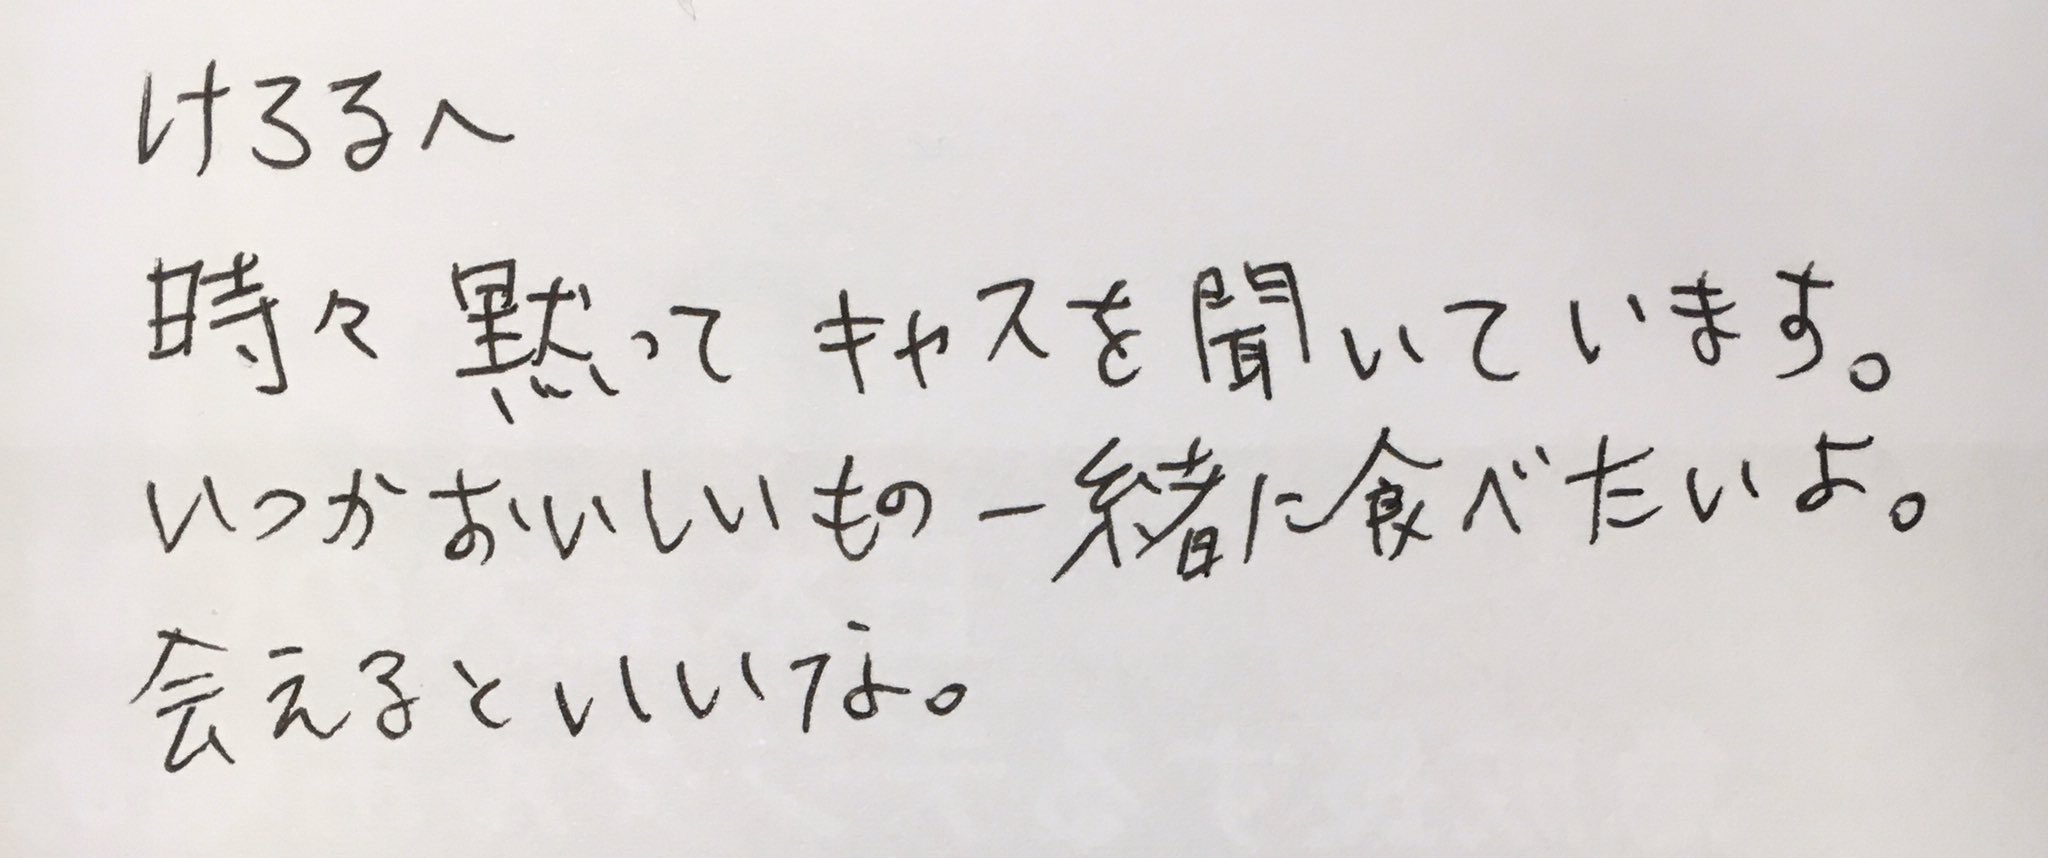 けろるへ
時々黙ってキャスを聞いています。
いつかおいしいもの一緒に食べたいよ。
会えるといいな。